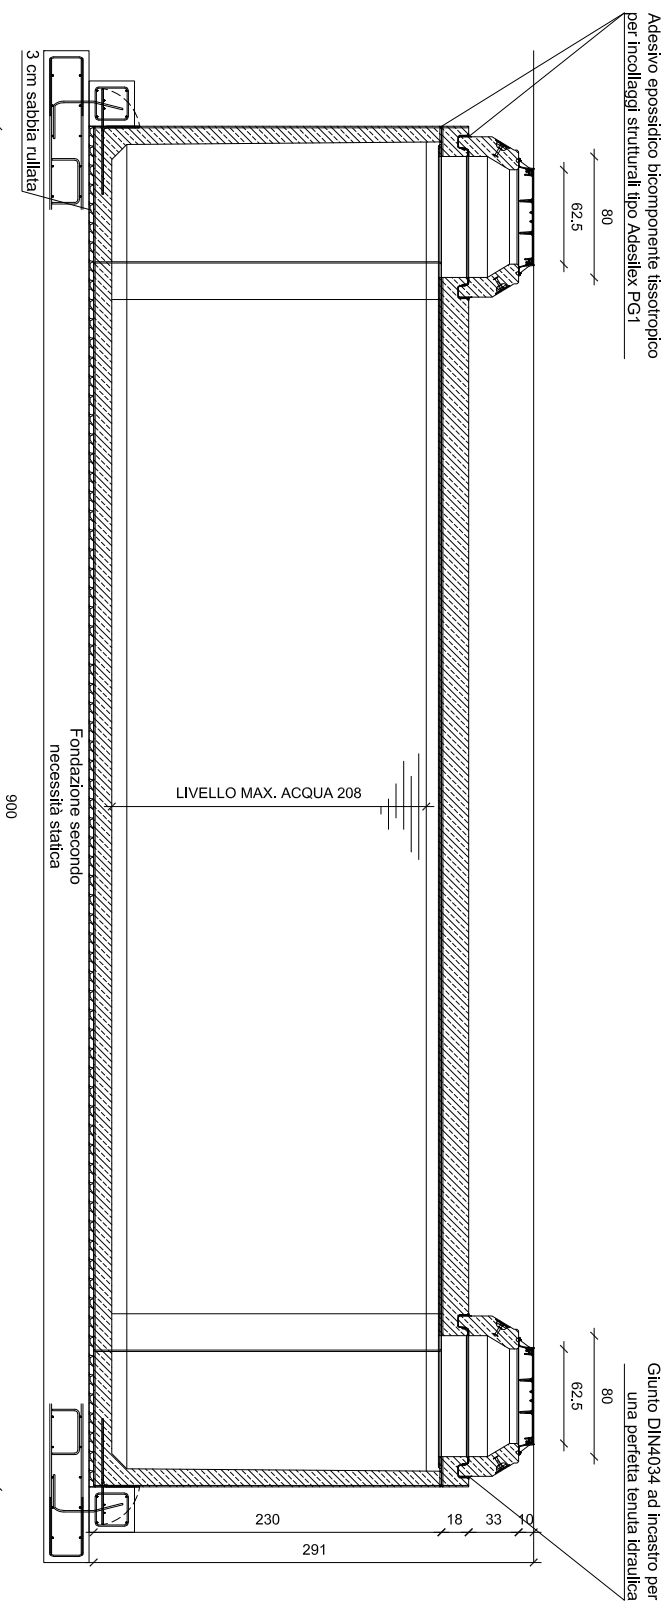 Adesivo epossidico bicomponente tissotropico
per incollaggi strutturali tipo Adesilex PG1
Giunto DIN4034 ad incastro per
una perfetta tenuta idraulica
80
62.5
80
62.5
LIVELLO MAX. ACQUA 208
10
33
18
230
291
3 cm sabbia rullata
Fondazione secondo
necessità statica
900